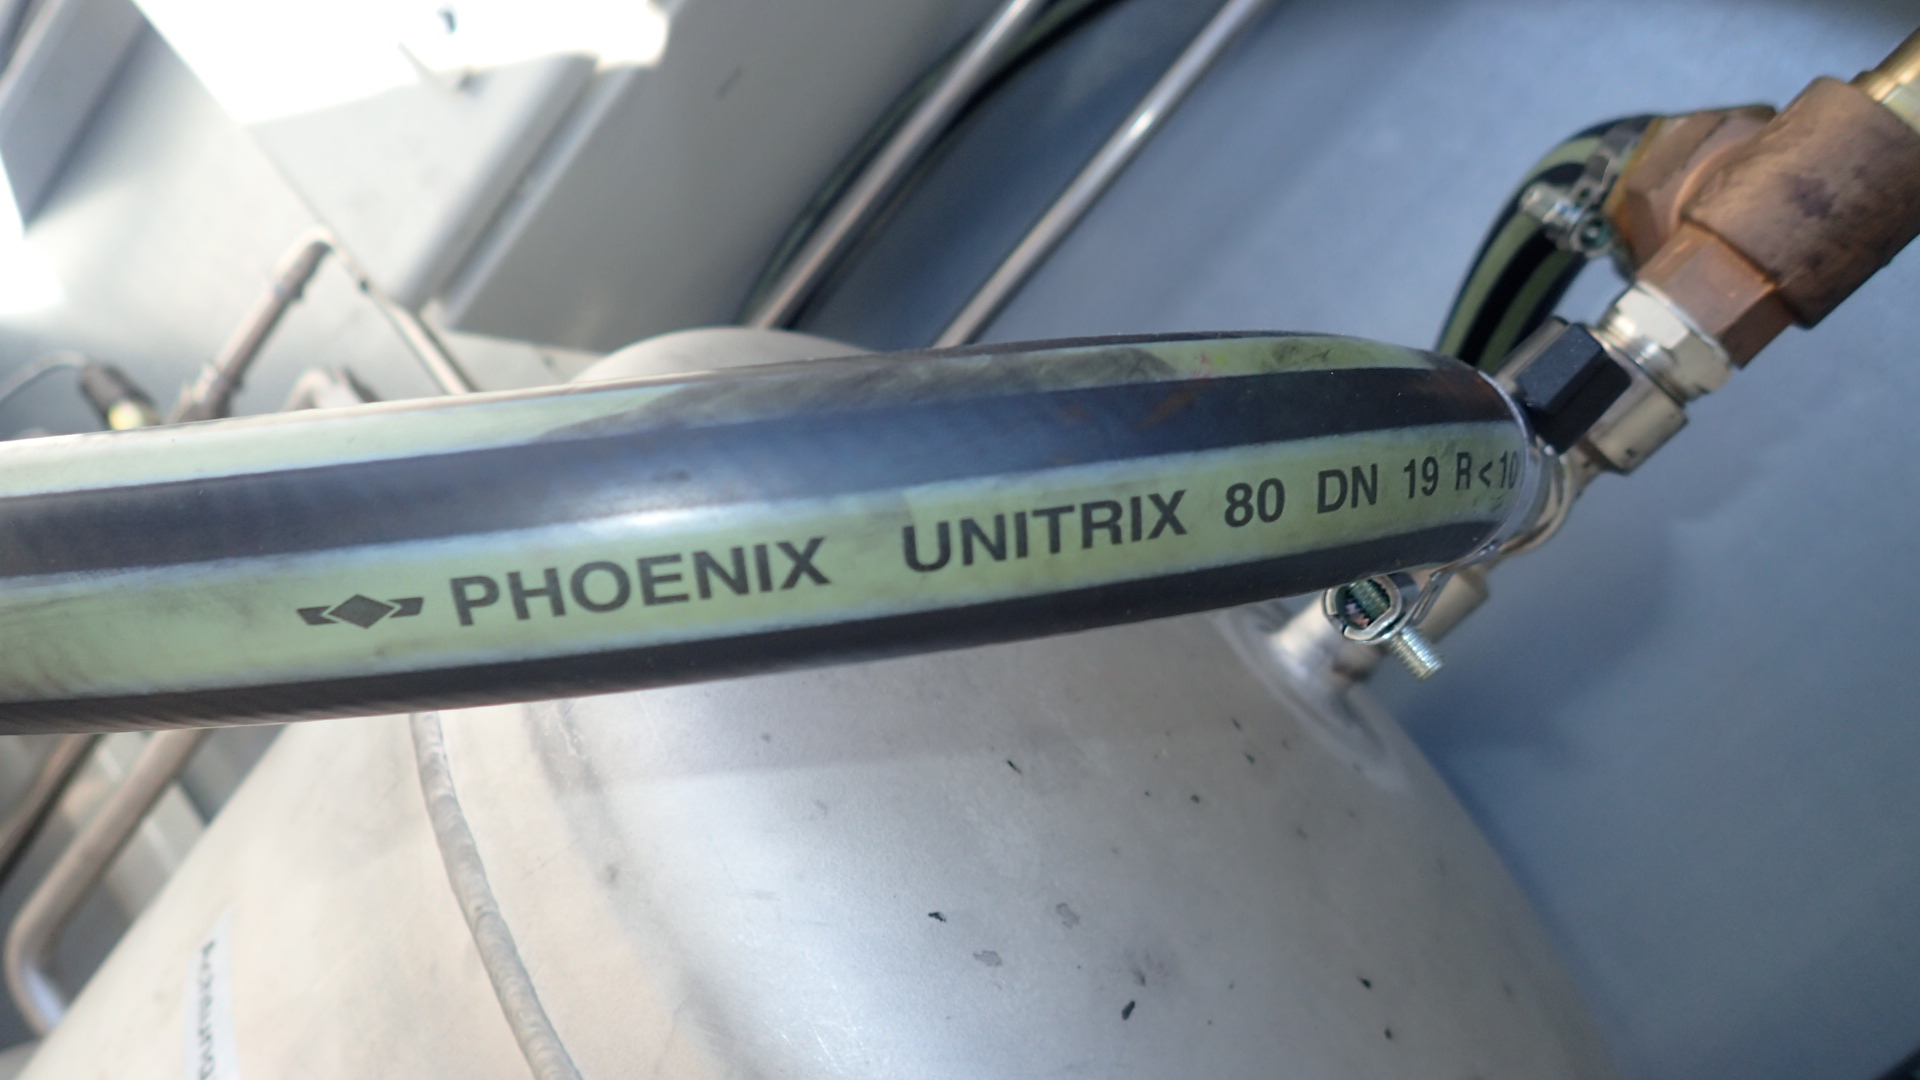 PHOENIX UNITRIX 80 DN 19 R < 10